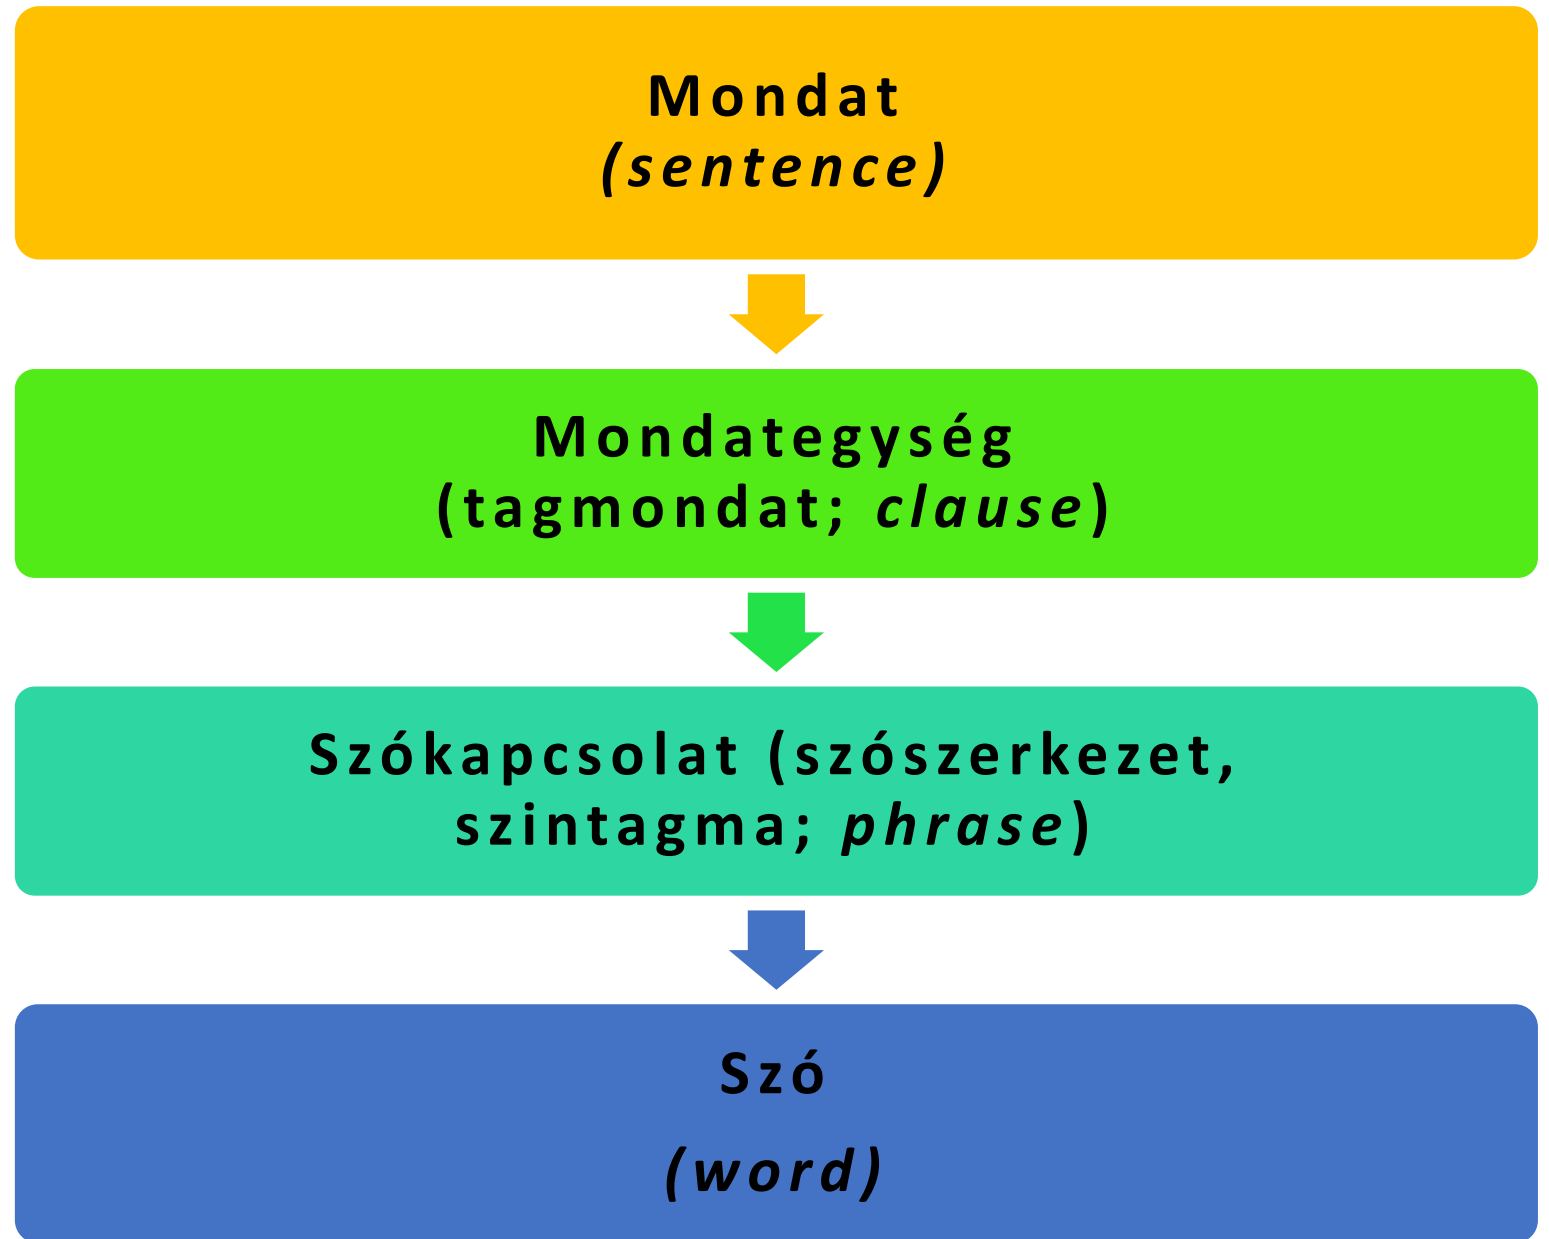 Mondat
(sentence)
Mondategység
(tagmondat; clause)
Szókapcsolat (szószerkezet,
szintagma; phrase)
Szó
(word)